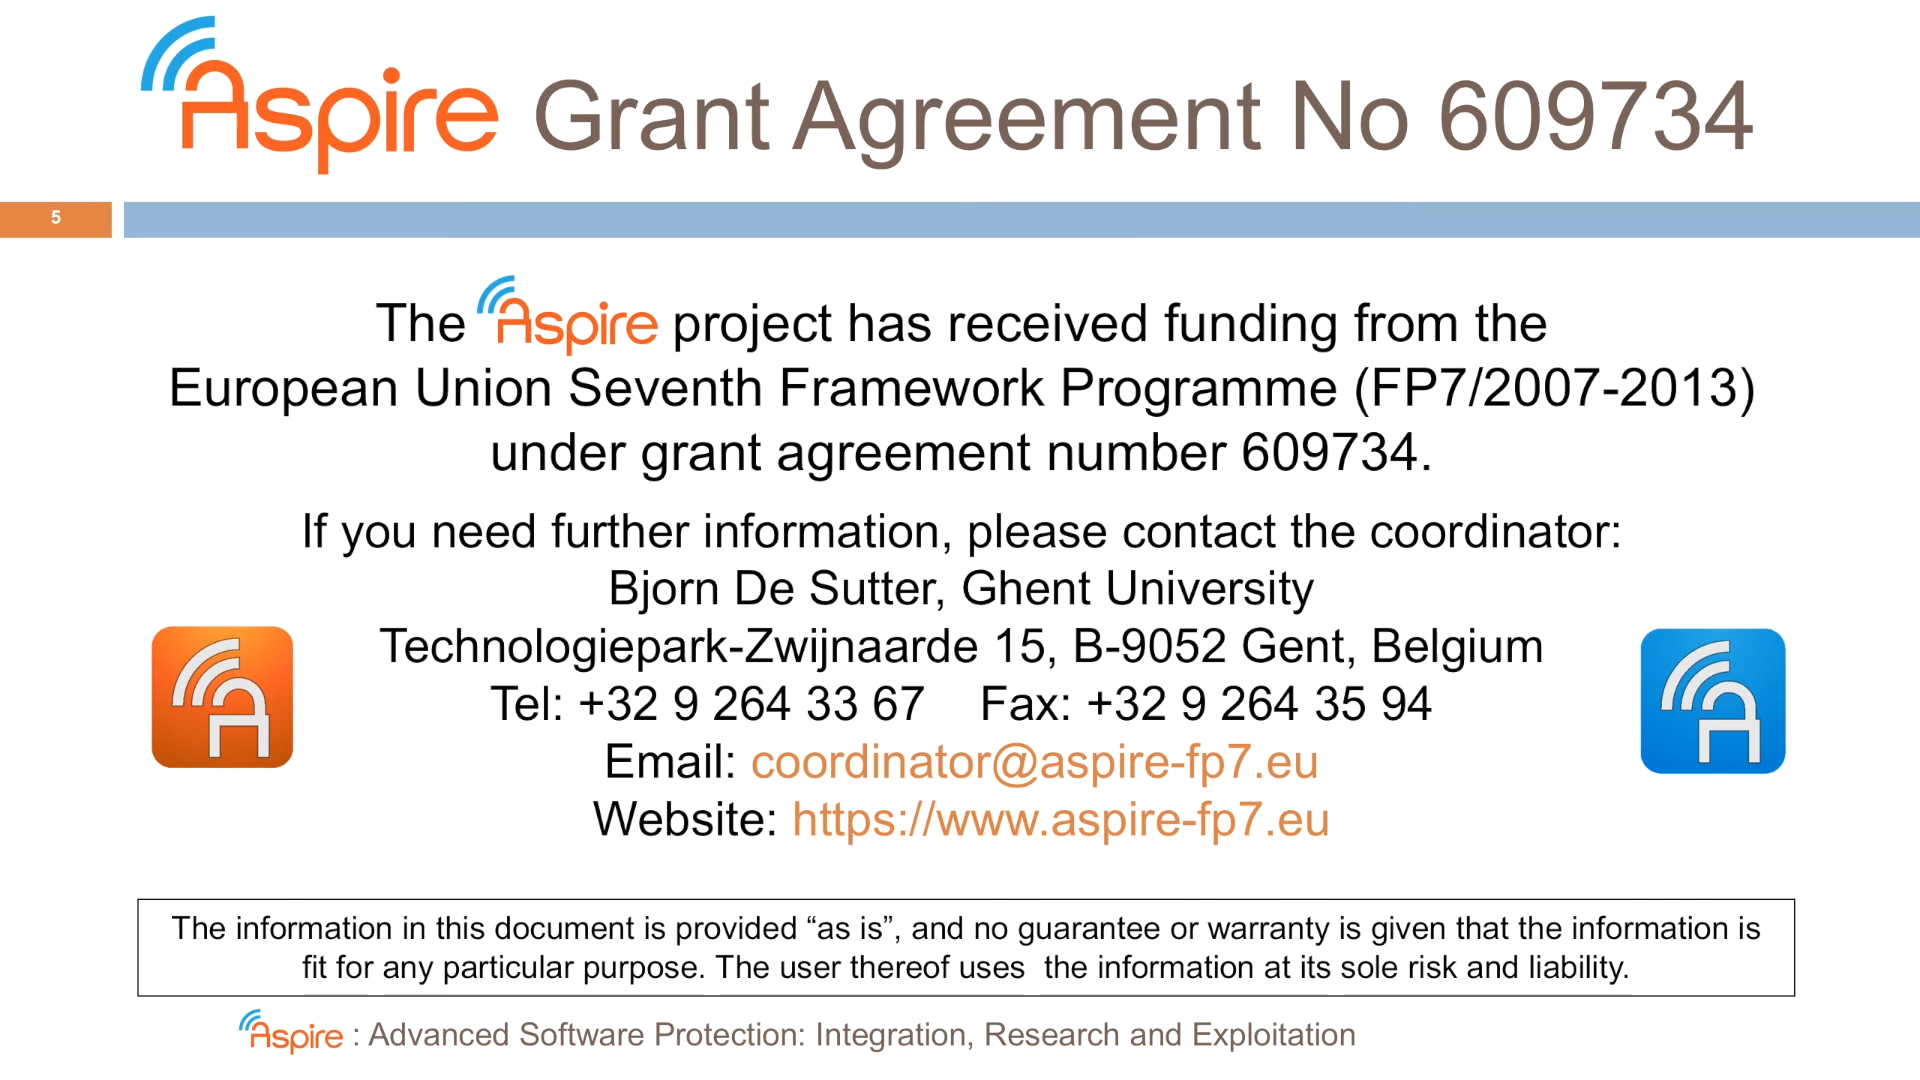 Aspire Grant Agreement No 609734
5
The Aspire project has received funding from the
European Union Seventh Framework Programme (FP7/2007-2013)
under grant agreement number 609734.
If you need further information, please contact the coordinator:
Bjorn De Sutter, Ghent University
Technologiepark-Zwijnaarde 15, B-9052 Gent, Belgium
Tel: +32 9 264 33 67 Fax: +32 9 264 35 94
Email: coordinator@aspire-fp7.eu
Website: https://www.aspire-fp7.eu
The information in this document is provided “as is”, and no guarantee or warranty is given that the information is
fit for any particular purpose. The user thereof uses the information at its sole risk and liability.
Aspire : Advanced Software Protection: Integration, Research and Exploitation